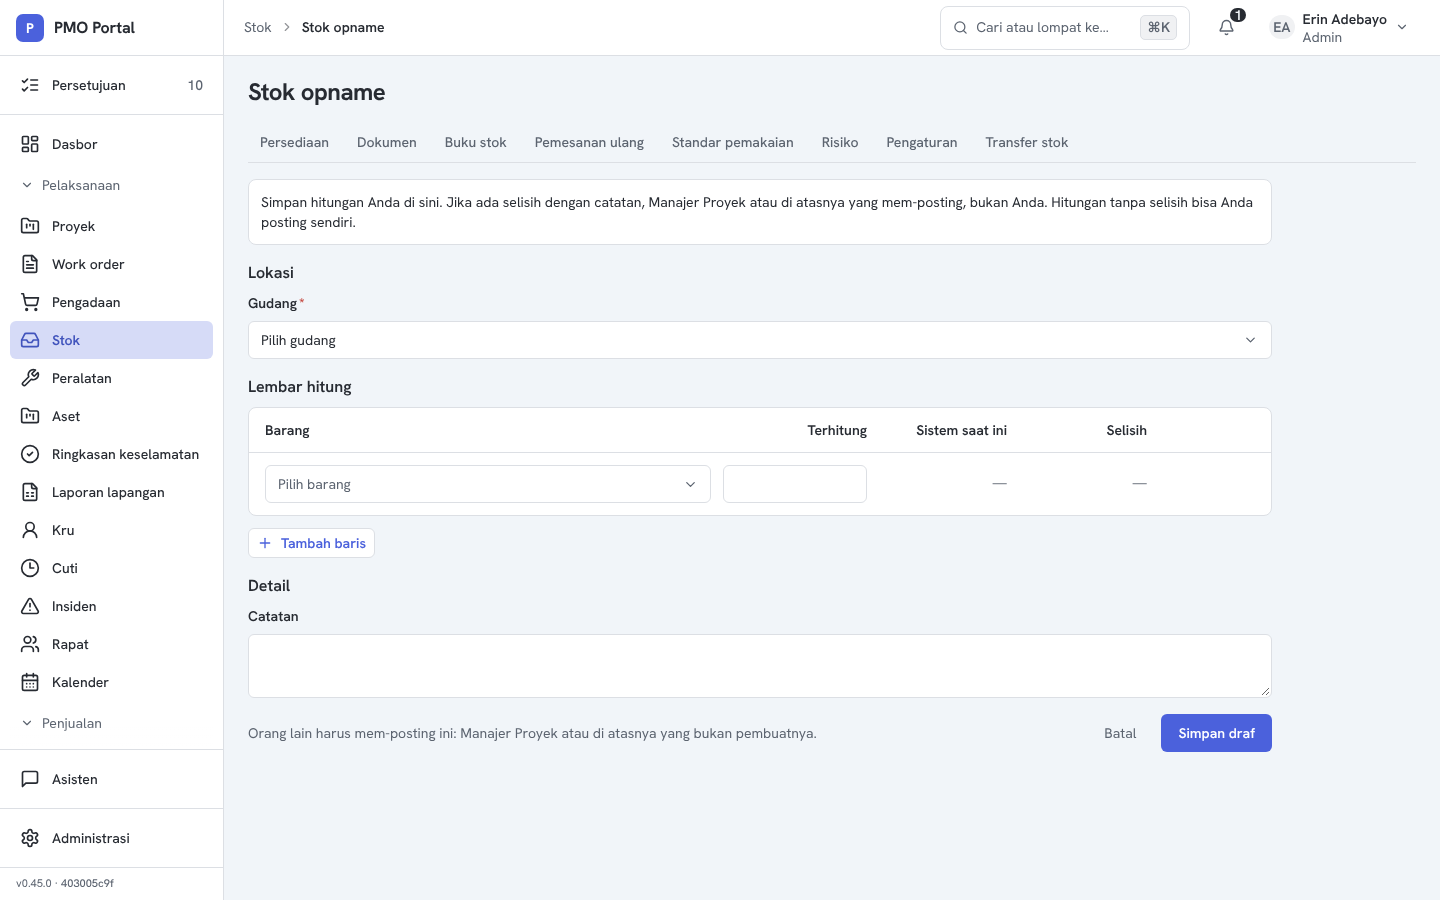 P PMO Portal
Stok > Stok opname
Cari atau lompat ke... ⌘K
1
EA Erin Adebayo
Admin
Persetujuan 10
Dasbor
Pelaksanaan
Proyek
Work order
Pengadaan
Stok
Peralatan
Aset
Ringkasan keselamatan
Laporan lapangan
Kru
Cuti
Insiden
Rapat
Kalender
Penjualan
Asisten
Administrasi
v0.45.0 · 403005c9f
Stok opname
Persediaan Dokumen Buku stok Pemesanan ulang Standar pemakaian Risiko Pengaturan Transfer stok
Simpan hitungan Anda di sini. Jika ada selisih dengan catatan, Manajer Proyek atau di atasnya yang mem-posting, bukan Anda. Hitungan tanpa selisih bisa Anda
posting sendiri.
Lokasi
Gudang *
Pilih gudang
Lembar hitung
Barang Terhitung Sistem saat ini Selisih
Pilih barang — —
+ Tambah baris
Detail
Catatan
Orang lain harus mem-posting ini: Manajer Proyek atau di atasnya yang bukan pembuatnya.
Batal Simpan draf